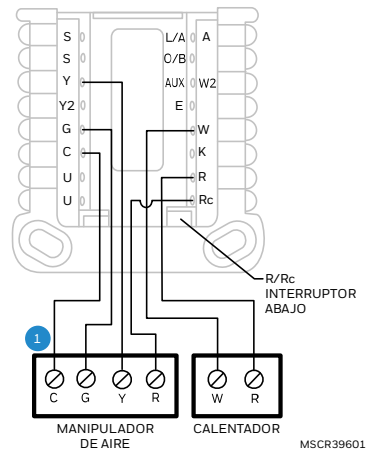 S L/A A
S O/B
Y AUX W2
Y2 E
G W
C K
U R
U Rc
R/Rc
INTERRUPTOR
ABAJO
1
C G Y R W R
MANIPULADOR
DE AIRE
CALENTADOR
MSCR39601